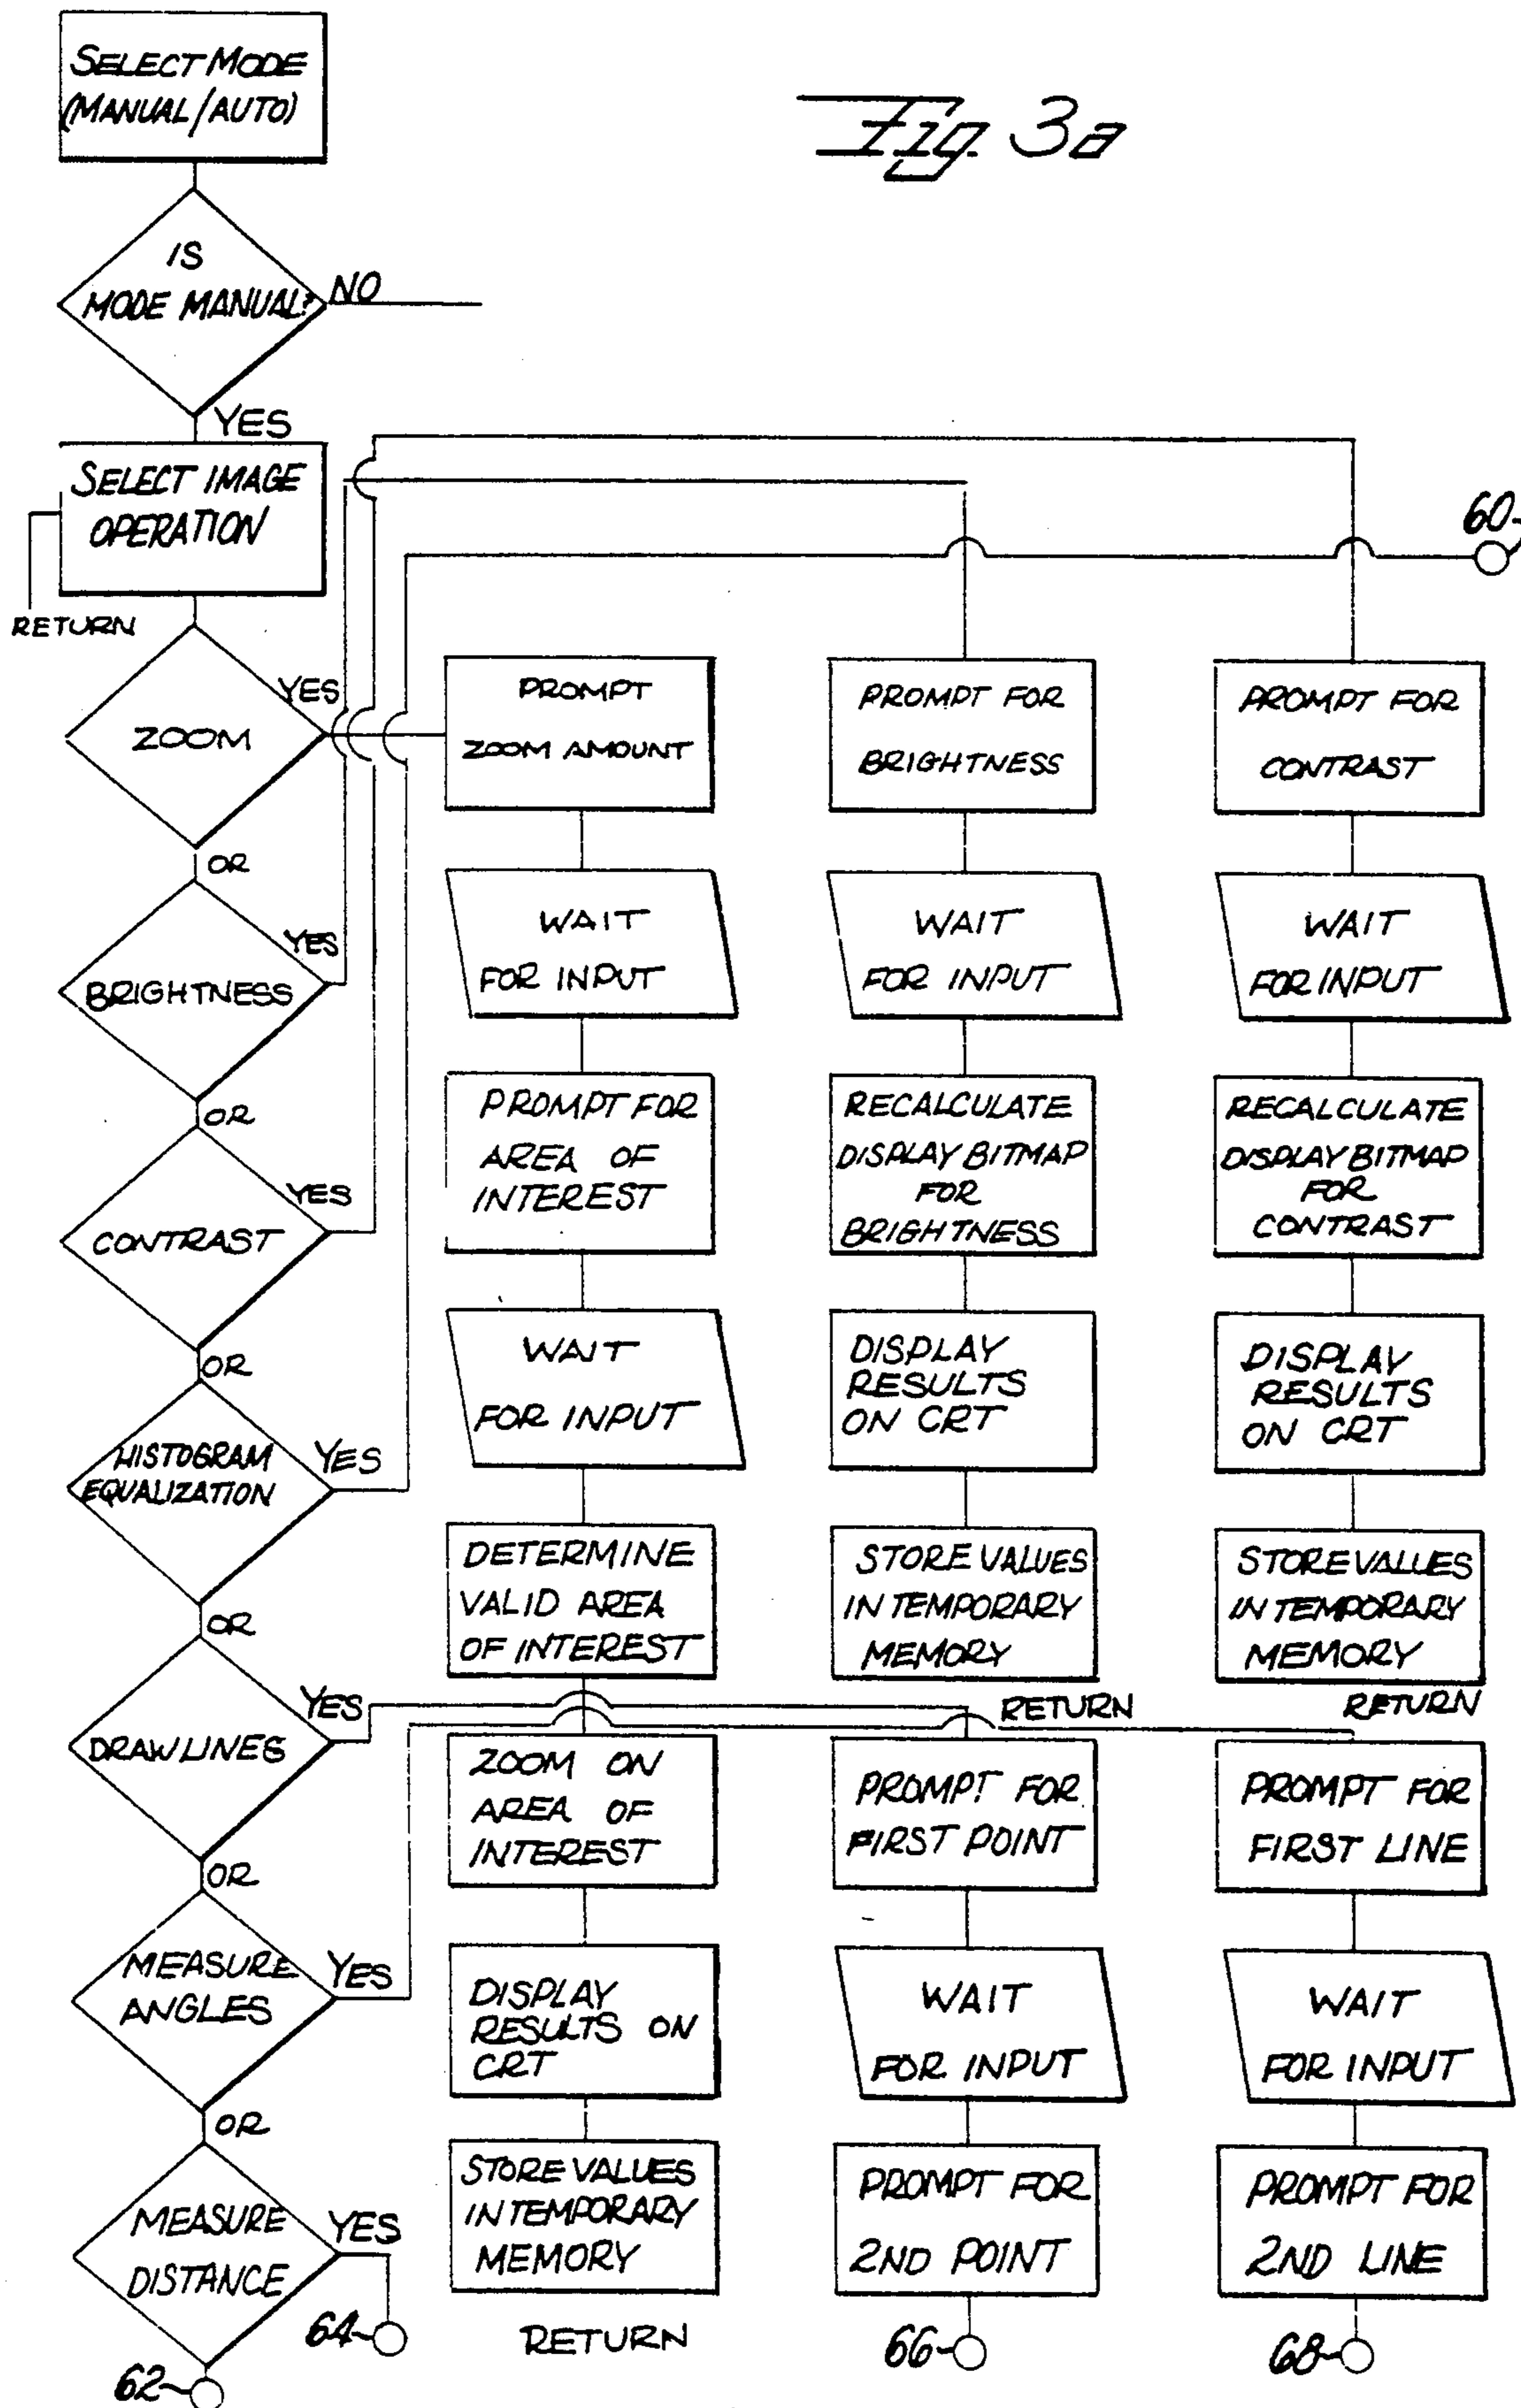 SELECT MODE
(MANUAL/AUTO)
Fig. 3a
IS
MODE MANUAL?
NO
YES
SELECT IMAGE
OPERATION
RETURN
60
ZOOM
YES
OR
BRIGHTNESS
YES
OR
CONTRAST
YES
OR
HISTOGRAM
EQUALIZATION
YES
OR
DRAW LINES
YES
OR
MEASURE
ANGLES
YES
OR
MEASURE
DISTANCE
YES
64
62
PROMPT
ZOOM AMOUNT
WAIT
FOR INPUT
PROMPT FOR
AREA OF
INTEREST
WAIT
FOR INPUT
DETERMINE
VALID AREA
OF INTEREST
ZOOM ON
AREA OF
INTEREST
DISPLAY
RESULTS ON
CRT
STORE VALUES
IN TEMPORARY
MEMORY
RETURN
PROMPT FOR
BRIGHTNESS
WAIT
FOR INPUT
RECALCULATE
DISPLAY BITMAP
FOR
BRIGHTNESS
DISPLAY
RESULTS
ON CRT
STORE VALUES
IN TEMPORARY
MEMORY
RETURN
PROMPT FOR
FIRST POINT
WAIT
FOR INPUT
PROMPT FOR
2ND POINT
66
PROMPT FOR
CONTRAST
WAIT
FOR INPUT
RECALCULATE
DISPLAY BITMAP
FOR
CONTRAST
DISPLAY
RESULTS
ON CRT
STORE VALUES
IN TEMPORARY
MEMORY
RETURN
PROMPT FOR
FIRST LINE
WAIT
FOR INPUT
PROMPT FOR
2ND LINE
68